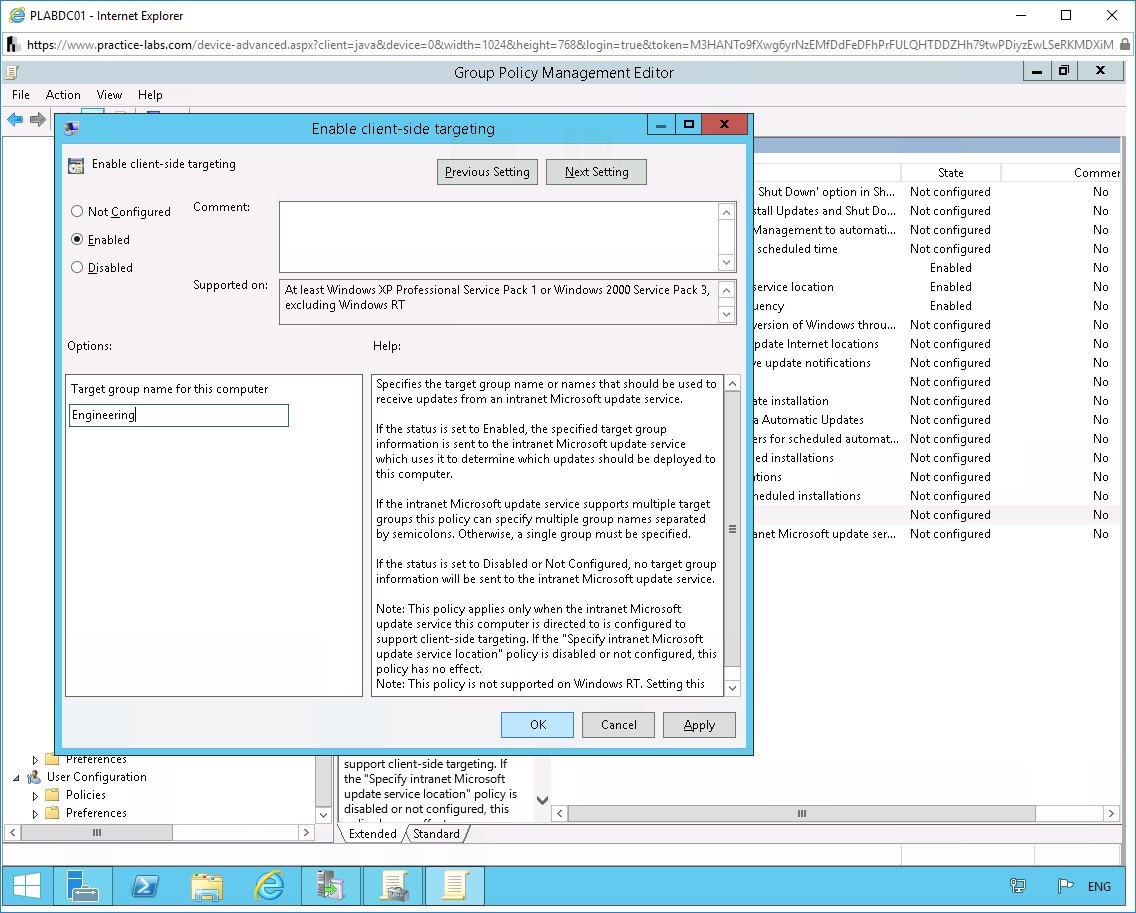 PLABDC01 - Internet Explorer
https://www.practice-labs.com/device-advanced.aspx?client=java&device=0&width=1024&height=768&login=true&token=M3HANTo9fXwg6yrNzEMfDdFeDFhPrFULQHTDDZHh79twPDiyzEwLSeRKMDXiM
Group Policy Management Editor
File Action View Help
Enable client-side targeting
Enable client-side targeting
Previous Setting Next Setting
Not Configured
Enabled
Disabled
Comment:
Supported on:
At least Windows XP Professional Service Pack 1 or Windows 2000 Service Pack 3,
excluding Windows RT
Options:
Help:
Target group name for this computer
Engineering
Specifies the target group name or names that should be used to
receive updates from an intranet Microsoft update service.
If the status is set to Enabled, the specified target group
information is sent to the intranet Microsoft update service
which uses it to determine which updates should be deployed to
this computer.
If the intranet Microsoft update service supports multiple target
groups this policy can specify multiple group names separated
by semicolons. Otherwise, a single group must be specified.
If the status is set to Disabled or Not Configured, no target group
information will be sent to the intranet Microsoft update service.
Note: This policy applies only when the intranet Microsoft
update service this computer is directed to is configured to
support client-side targeting. If the "Specify intranet Microsoft
update service location" policy is disabled or not configured, this
policy has no effect.
Note: This policy is not supported on Windows RT. Setting this
OK Cancel Apply
State Commer
Shut Down' option in Sh... Not configured No
stall Updates and Shut Do... Not configured No
Management to automati... Not configured No
scheduled time Not configured No
Enabled No
service location Enabled No
uency Enabled No
version of Windows throu... Not configured No
update Internet locations Not configured No
ve update notifications Not configured No
Not configured No
ate installation Not configured No
a Automatic Updates Not configured No
ers for scheduled automat... Not configured No
ed installations Not configured No
tions Not configured No
heduled installations Not configured No
Not configured No
anet Microsoft update ser... Not configured No
Preferences
User Configuration
Policies
Preferences
support client-side targeting. If
the "Specify intranet Microsoft
update service location" policy is
disabled or not configured, this
Extended Standard
ENG